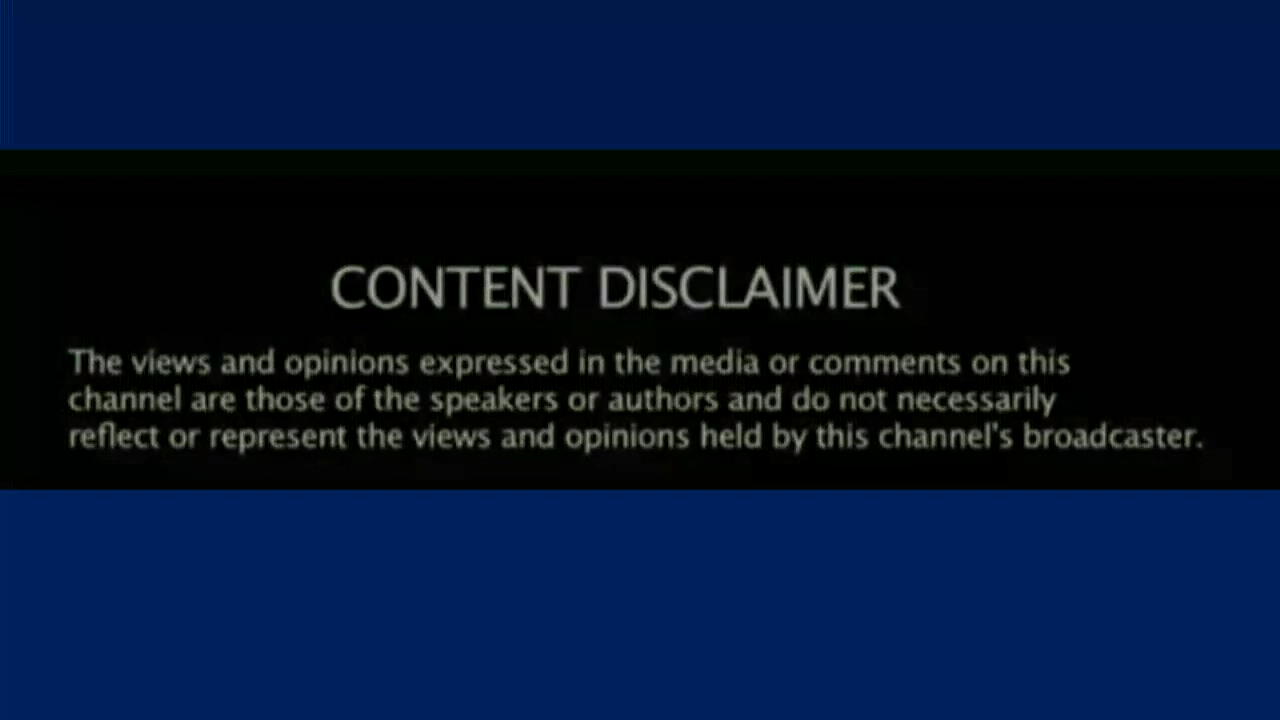 CONTENT DISCLAIMER
The views and opinions expressed in the media or comments on this
channel are those of the speakers or authors and do not necessarily
reflect or represent the views and opinions held by this channel's broadcaster.